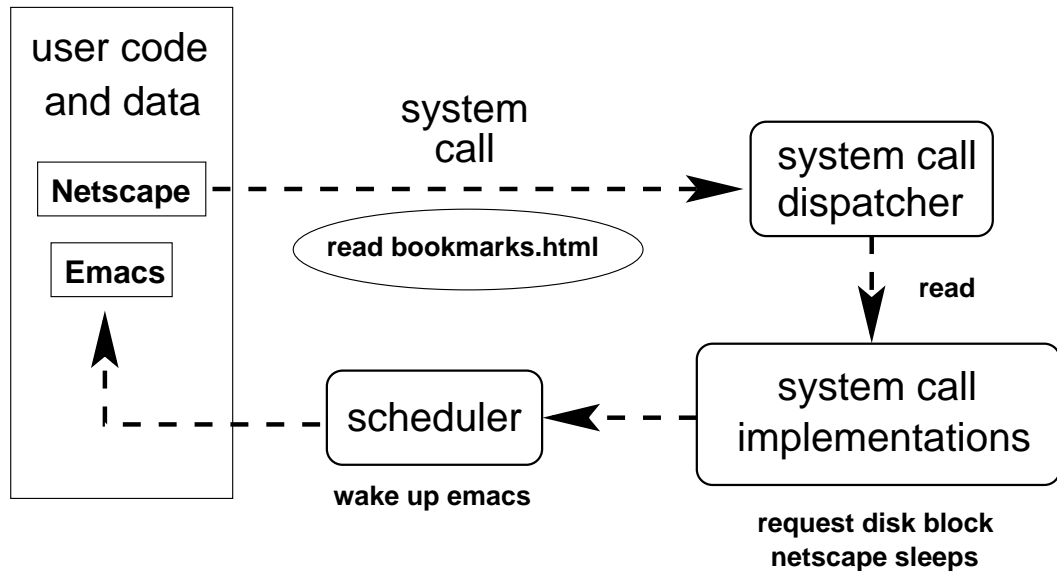 user code
and data
Netscape
Emacs
system
call
read bookmarks.html
system call
dispatcher
read
system call
implementations
request disk block
netscape sleeps
scheduler
wake up emacs